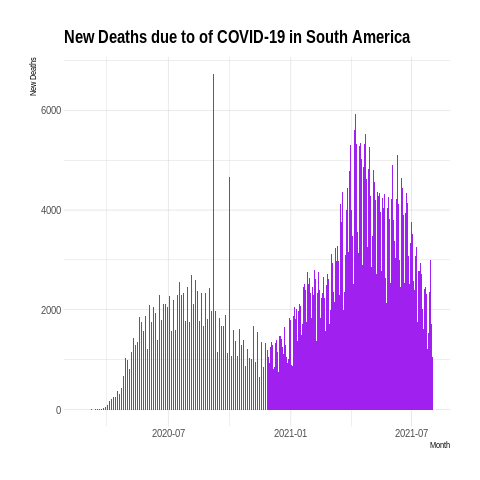 New Deaths due to of COVID-19 in South America
New Deaths
6000
4000
2000
0
2020-07
2021-01
2021-07
Month